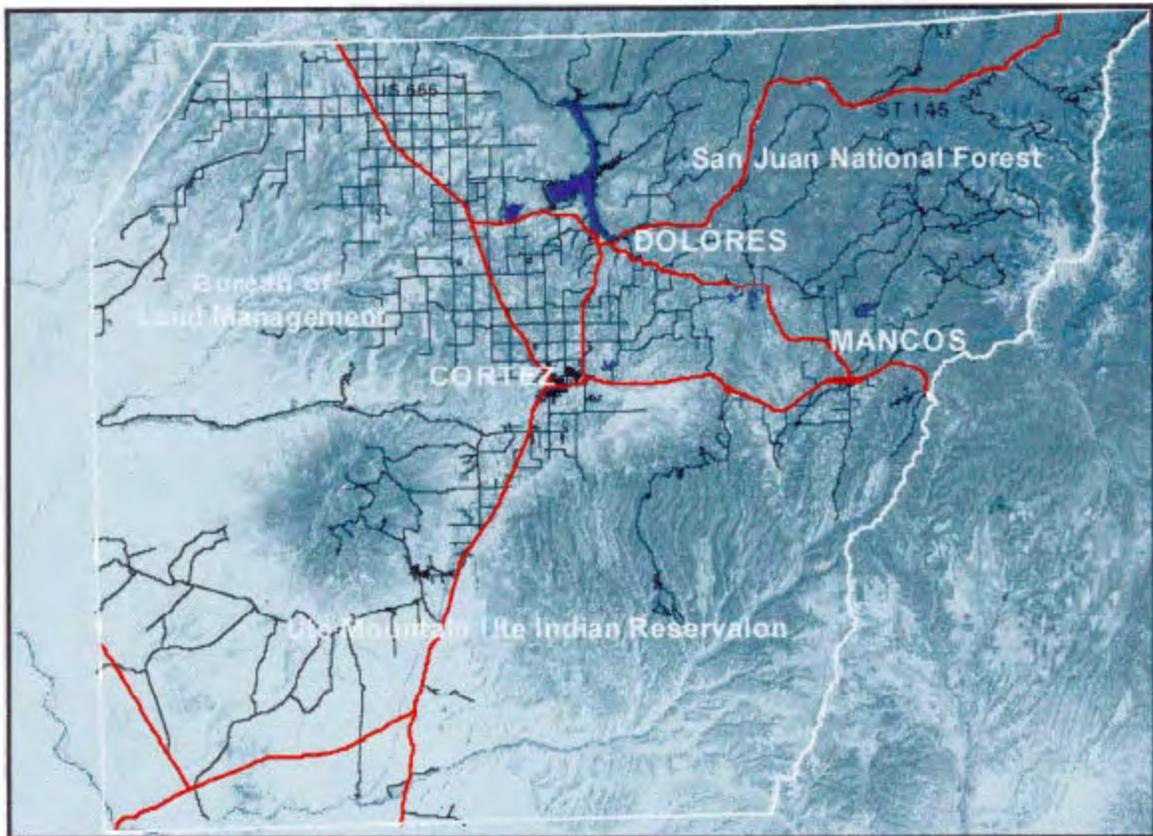 US 666
ST 145
San Juan National Forest
DOLORES
Bureau of
Land Management
MANCOS
CORTEZ
Ute Mountain Ute Indian Reservaion